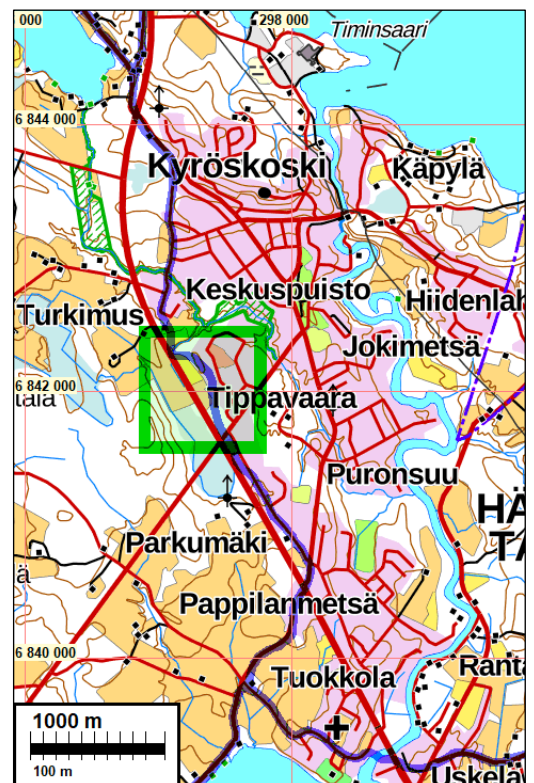 000
298 000
Timinsaari
6 844 000
Kyröskoski
Käpylä
Keskuspuisto
Hiidenlah
Turkimus
Jokimetsä
6 842 000
Tippavaara
Puronsuu
HÄ
TA
Parkumäki
ä
Pappilanmetsä
6 840 000
Tuokkola
Ranta
1000 m
100 m
Uskela